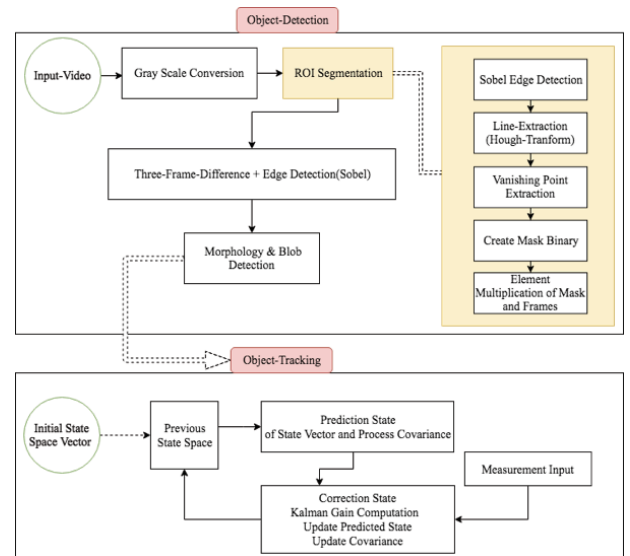 Object-Detection
Input-Video
Gray Scale Conversion
ROI Segmentation
Sobel Edge Detection
Line-Extraction
(Hough-Tranform)
Vanishing Point
Extraction
Create Mask Binary
Element
Multiplication of Mask
and Frames
Three-Frame-Difference + Edge Detection(Sobel)
Morphology & Blob
Detection
Object-Tracking
Initial State
Space Vector
Previous
State Space
Prediction State
of State Vector and Process Covariance
Measurement Input
Correction State
Kalman Gain Computation
Update Predicted State
Update Covariance